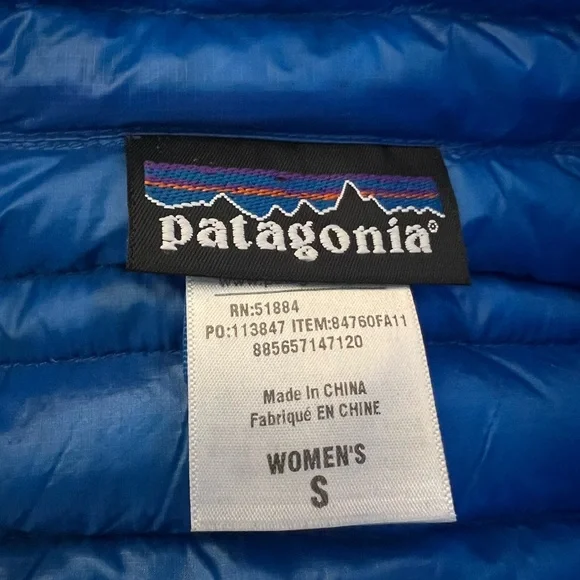 patagonia®
RN:51884
PO:113847 ITEM:84760FA11
885657147120
Made In CHINA
Fabriqué EN CHINE
WOMEN'S
S